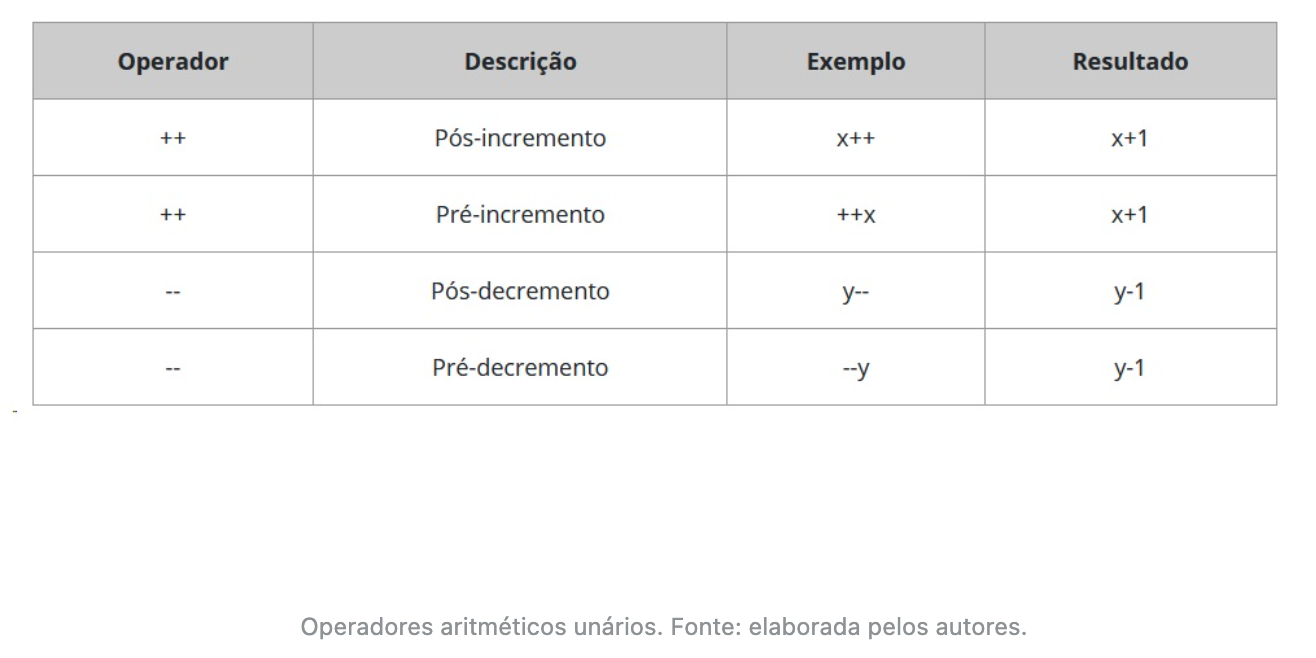 Operador Descrição Exemplo Resultado
++ Pós-incremento x++ x+1
++ Pré-incremento ++x x+1
-- Pós-decremento y-- y-1
-- Pré-decremento --y y-1
Operadores aritméticos unários. Fonte: elaborada pelos autores.